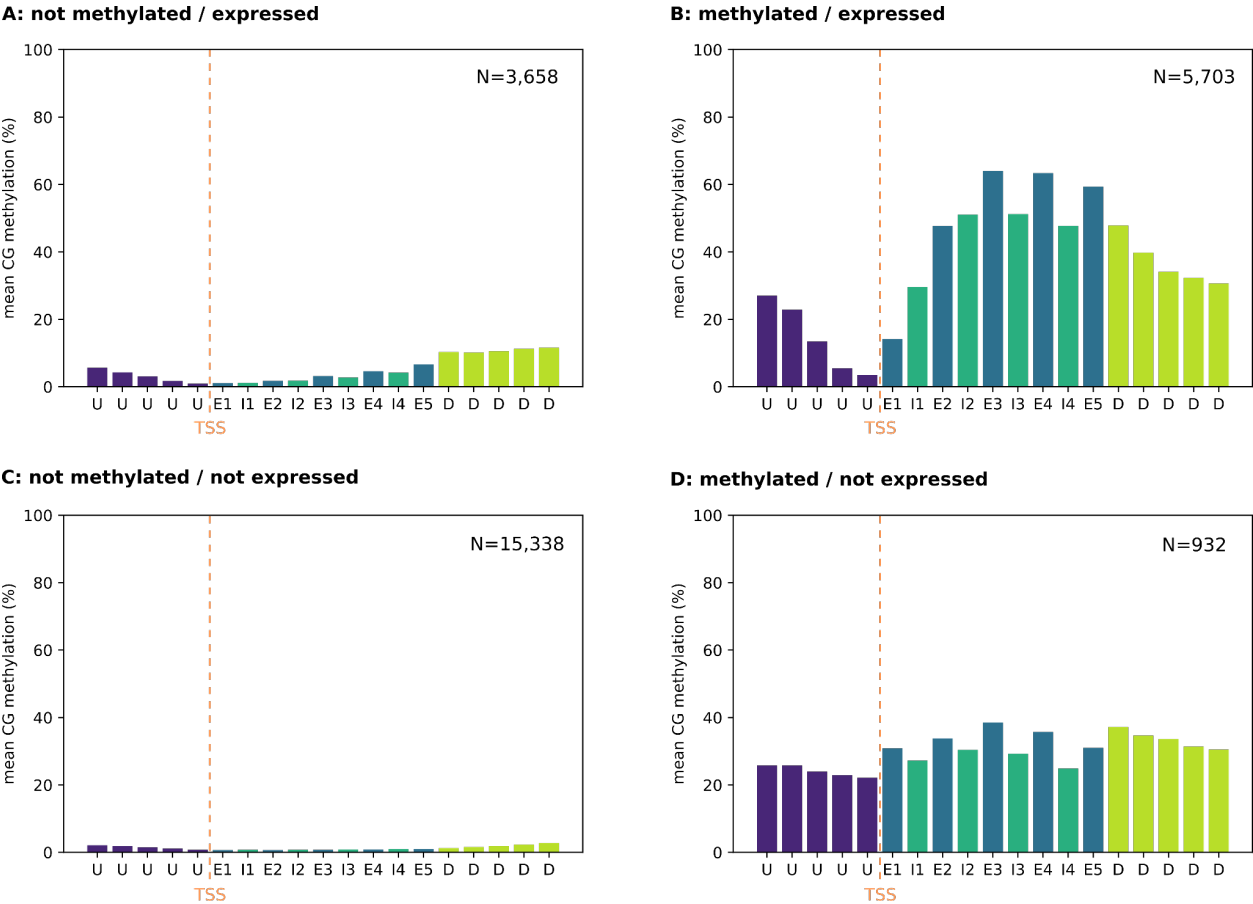 A: not methylated / expressed
100
80
60
40
20
0
mean CG methylation (%)
N=3,658
U U U U U E1 I1 E2 I2 E3 I3 E4 I4 E5 D D D D D
TSS
B: methylated / expressed
100
80
60
40
20
0
mean CG methylation (%)
N=5,703
U U U U U E1 I1 E2 I2 E3 I3 E4 I4 E5 D D D D D
TSS
C: not methylated / not expressed
100
80
60
40
20
0
mean CG methylation (%)
N=15,338
U U U U U E1 I1 E2 I2 E3 I3 E4 I4 E5 D D D D D
TSS
D: methylated / not expressed
100
80
60
40
20
0
mean CG methylation (%)
N=932
U U U U U E1 I1 E2 I2 E3 I3 E4 I4 E5 D D D D D
TSS